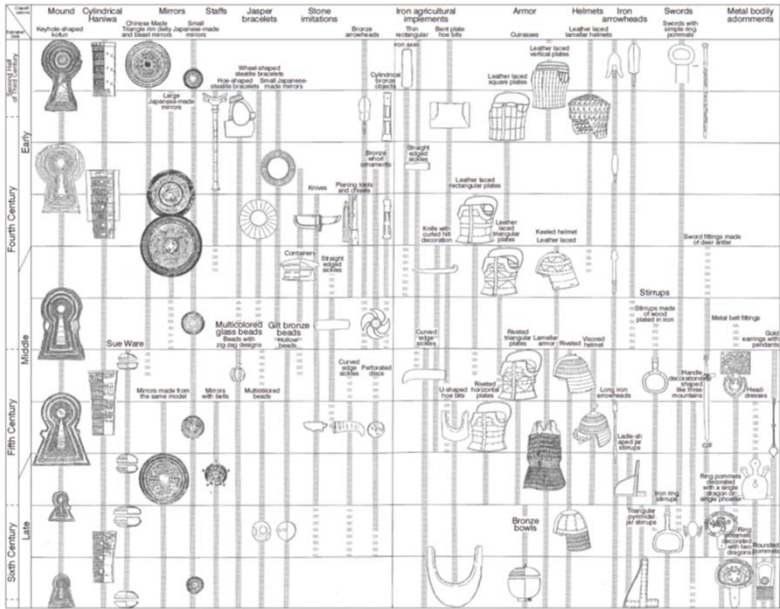 Mound
Cylindrical
Haniwa
Mirrors
Staffs
Jasper
bracelets
Stone
imitations
Iron agricultural
implements
Armor
Helmets
Iron
arrowheads
Swords
Metal bodily
adornments
Keyhole-shaped
kofun
Chinese Made
Triangle rim deity
and beast mirrors
Small
Japanese-made
mirrors
Bronze
arrowheads
Thin
rectangular
iron axe
Bent plate
hoe bits
Cuirasses
Leather laced
lamellar helmets
Swords with
simple ring
pommels
Leather laced
vertical plates
Wheel-shaped
steatite bracelets
Hoe-shaped
steatite bracelets
Small Japanese-
made mirrors
Cylindrical
bronze
objects
Leather laced
square plates
Large
Japanese-made
mirrors
Second Half
of Third Century
Early
Bronze
whorl
ornaments
Straight
edged
sickles
Knives
Planing tools
and chisels
Leather laced
rectangular plates
Fourth Century
Knife with
curled hilt
decoration
Leather
laced
triangular
plates
Keeled helmet
Leather laced
Sword fittings made
of deer antler
Containers
Straight
edged
sickles
Stirrups
Stirrups made
of wood
plated in iron
Metal belt fittings
Gold
earrings with
pendants
Middle
Sue Ware
Multicolored
glass beads
Beads with
zig-zag designs
Gilt bronze
beads
Hollow
beads
Curved
edge
sickles
Riveted
triangular
plates
Lamellar
armor
Riveted
Visored
helmet
Mirrors made from
the same model
Mirrors
with bells
Multicolored
beads
Curved
edge
sickles
Perforated
discs
U-shaped
hoe bits
Riveted
horizontal
plates
Long iron
arrowheads
Handle
decorations
shaped
like three
mountains
Head-
dresses
Fifth Century
Ladle-sh
aped jar
stirrups
Iron ring
stirrups
Ring pommels
decorated
with a single
dragon or
single phoenix
Late
Bronze
bowls
Triangular
pyramidal
jar stirrups
Ring
pommels
decorated
with two
dragons
Rounded
pommels
Sixth Century